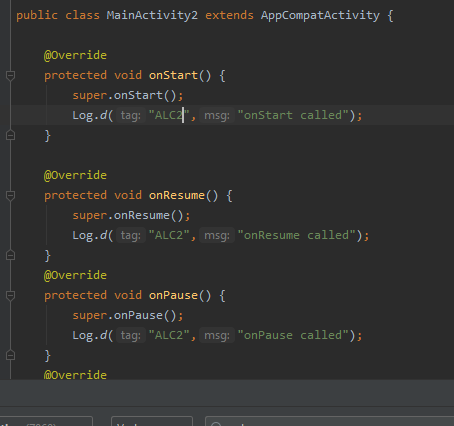 public class MainActivity2 extends AppCompatActivity {
@Override
protected void onStart() {
super.onStart();
Log.d( tag: "ALC2", msg: "onStart called");
}
@Override
protected void onResume() {
super.onResume();
Log.d( tag: "ALC2", msg: "onResume called");
}
@Override
protected void onPause() {
super.onPause();
Log.d( tag: "ALC2", msg: "onPause called");
}
@Override